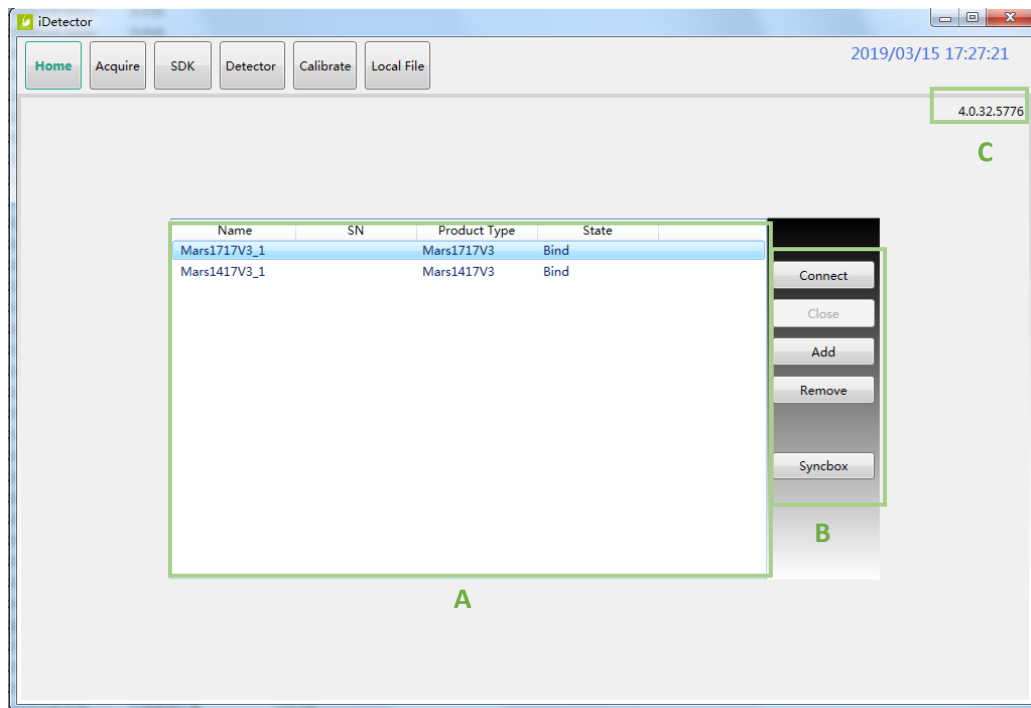 iDetector
2019/03/15 17:27:21
Home Acquire SDK Detector Calibrate Local File
4.0.32.5776
C
Name SN Product Type State
Mars1717V3_1 Mars1717V3 Bind
Mars1417V3_1 Mars1417V3 Bind
Connect
Close
Add
Remove
Syncbox
B
A